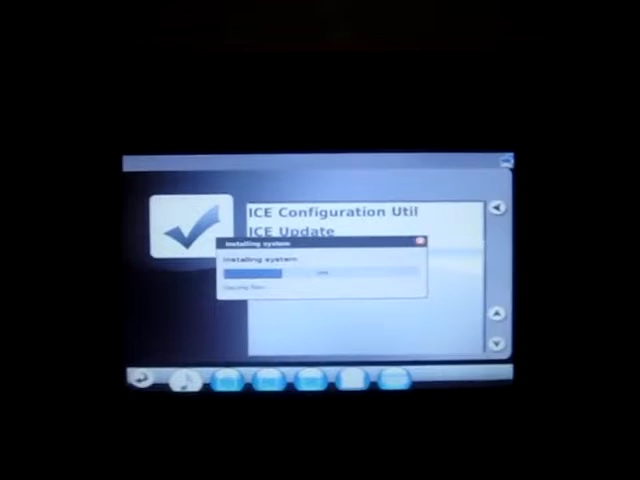 ICE Configuration Util
ICE Update
Installing system
Installing system